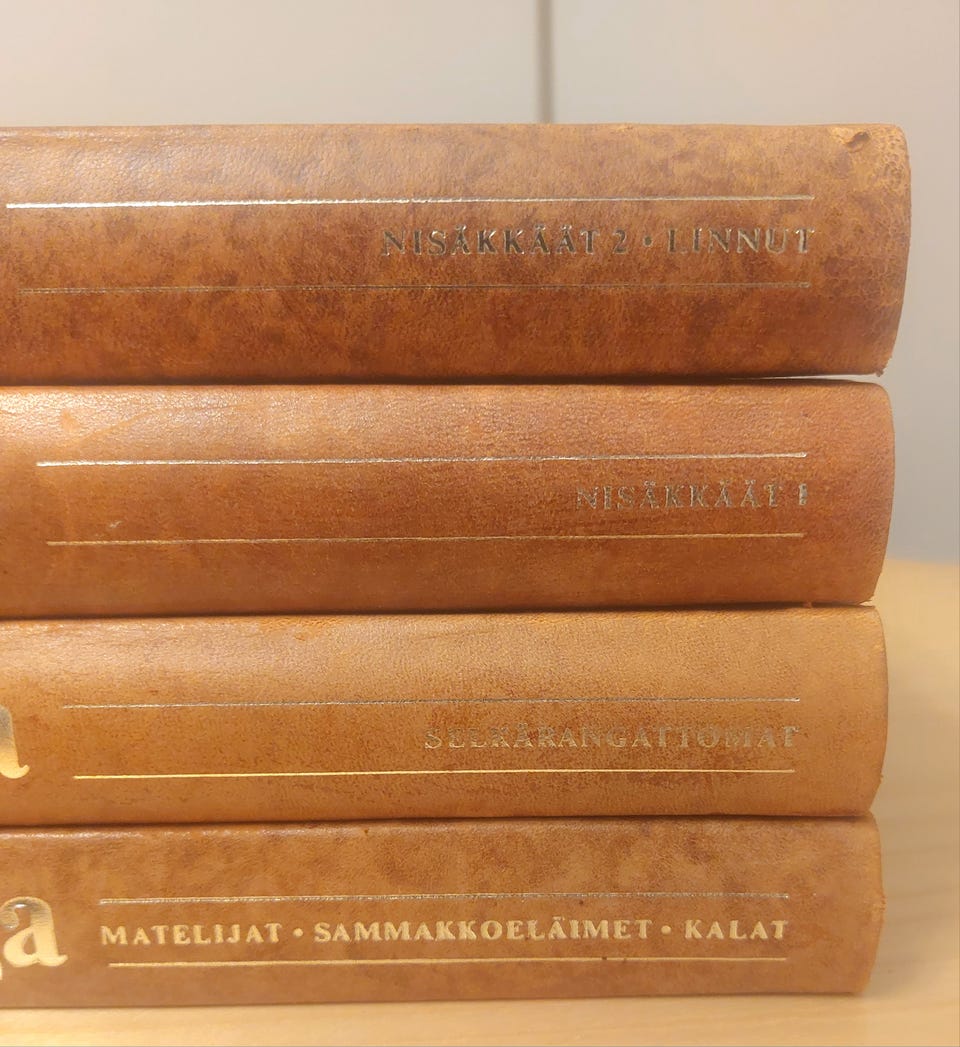 NISÄKKÄÄT 2 • LINNUT
NISÄKKÄÄT 1
SELKÄRANGATTOMAT
a
MATELIJAT • SAMMAKKOELÄIMET • KALAT
a